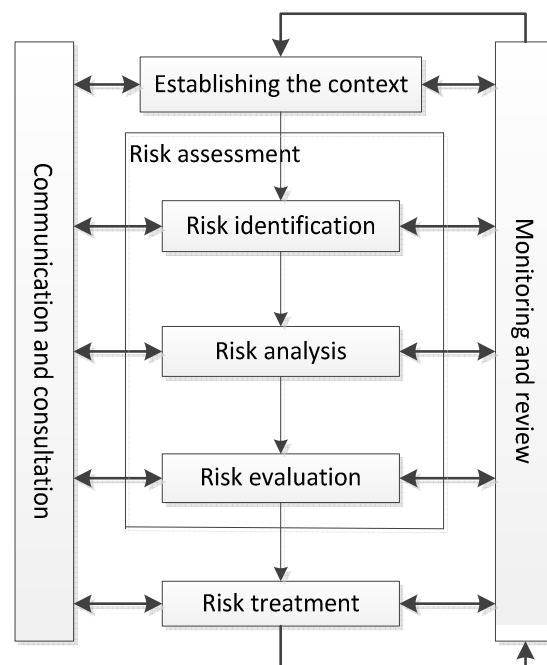 Establishing the context
Risk assessment
Risk identification
Risk analysis
Risk evaluation
Risk treatment
Communication and consultation
Monitoring and review